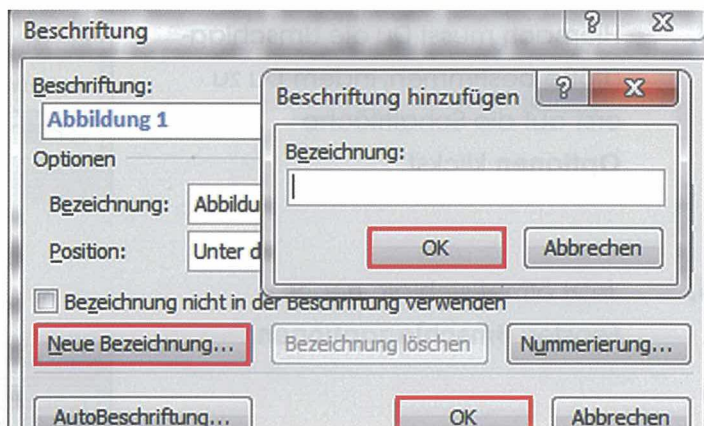 Beschriftung
Beschriftung:
Abbildung 1
Optionen
Bezeichnung: Abbildu
Position: Unter d
Bezeichnung nicht in der Beschriftung verwenden
Neue Bezeichnung... Bezeichnung löschen Nummerierung...
AutoBeschriftung... OK Abbrechen
Beschriftung hinzufügen
Bezeichnung:
OK Abbrechen